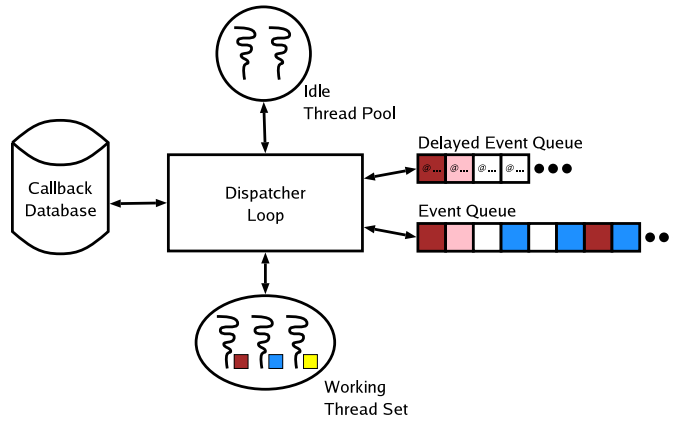 Idle
Thread Pool
Delayed Event Queue
@... @... @... @...
Callback
Database
Dispatcher
Loop
Event Queue
Working
Thread Set